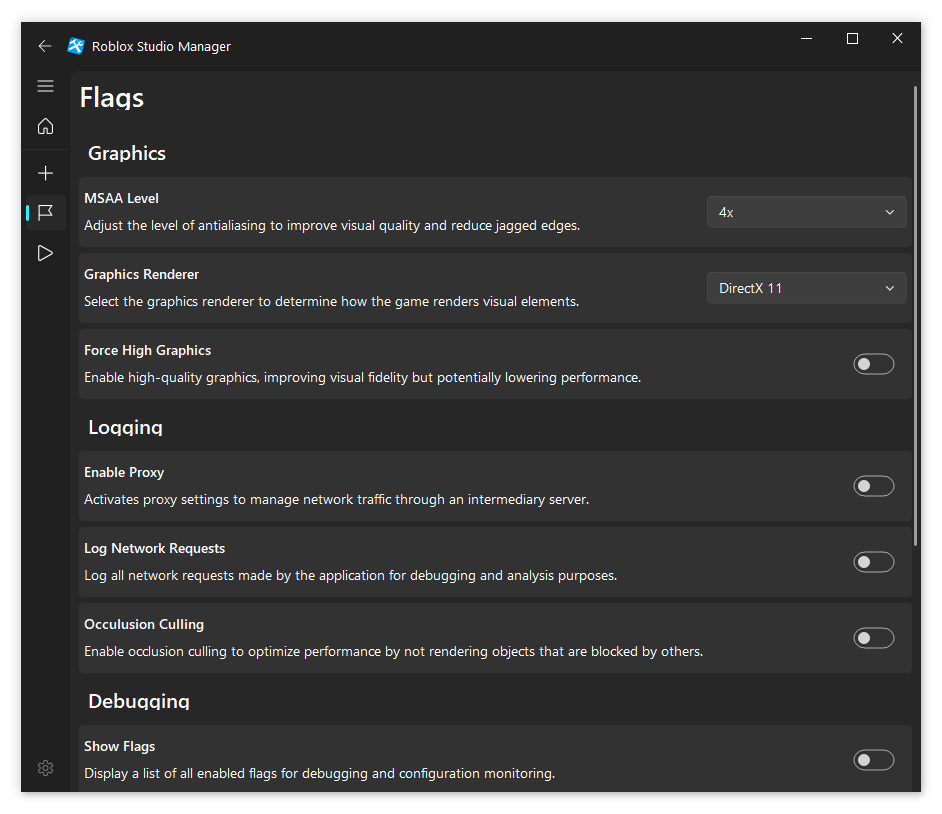 Roblox Studio Manager
Flags
Graphics
MSAA Level
Adjust the level of antialiasing to improve visual quality and reduce jagged edges.
4x
Graphics Renderer
Select the graphics renderer to determine how the game renders visual elements.
DirectX 11
Force High Graphics
Enable high-quality graphics, improving visual fidelity but potentially lowering performance.
Logging
Enable Proxy
Activates proxy settings to manage network traffic through an intermediary server.
Log Network Requests
Log all network requests made by the application for debugging and analysis purposes.
Occulusion Culling
Enable occlusion culling to optimize performance by not rendering objects that are blocked by others.
Debugging
Show Flags
Display a list of all enabled flags for debugging and configuration monitoring.